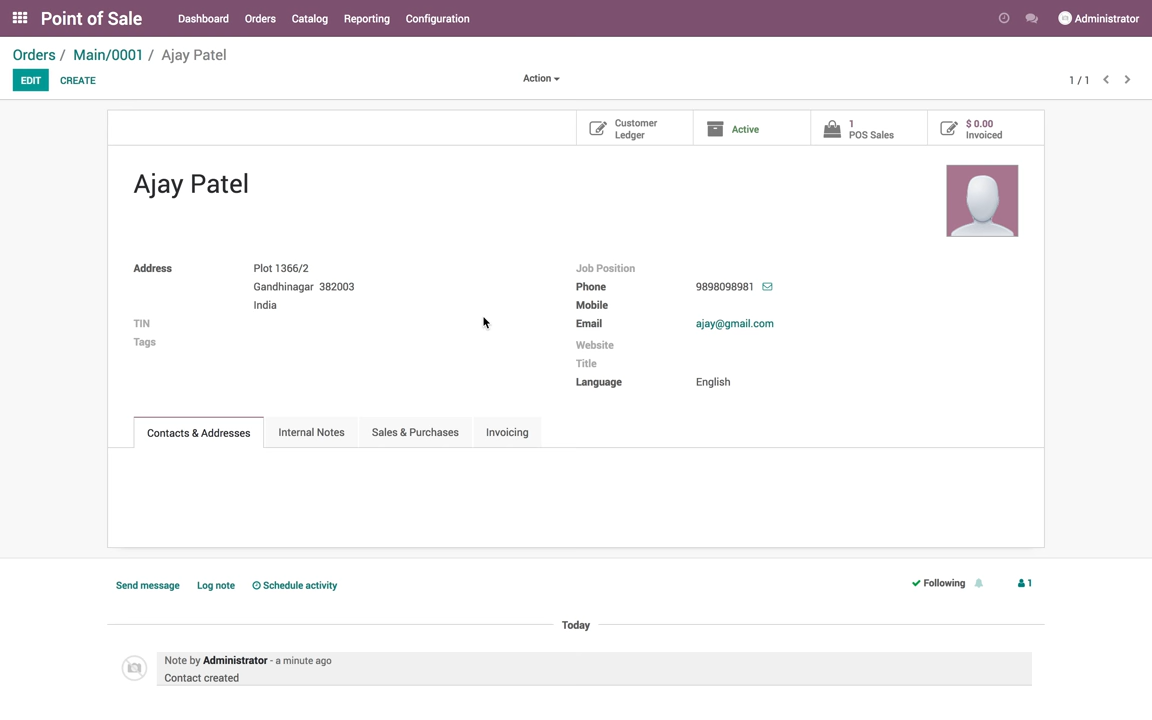 Point of Sale Dashboard Orders Catalog Reporting Configuration Administrator
Orders / Main/0001 / Ajay Patel
EDIT CREATE Action 1 / 1
Customer Ledger
Active
1 POS Sales
$ 0.00 Invoiced
Ajay Patel
Address Plot 1366/2
Gandhinagar 382003
India
TIN
Tags
Job Position
Phone 9898098981
Mobile
Email ajay@gmail.com
Website
Title
Language English
Contacts & Addresses Internal Notes Sales & Purchases Invoicing
Send message Log note Schedule activity Following 1
Today
Note by Administrator - a minute ago
Contact created